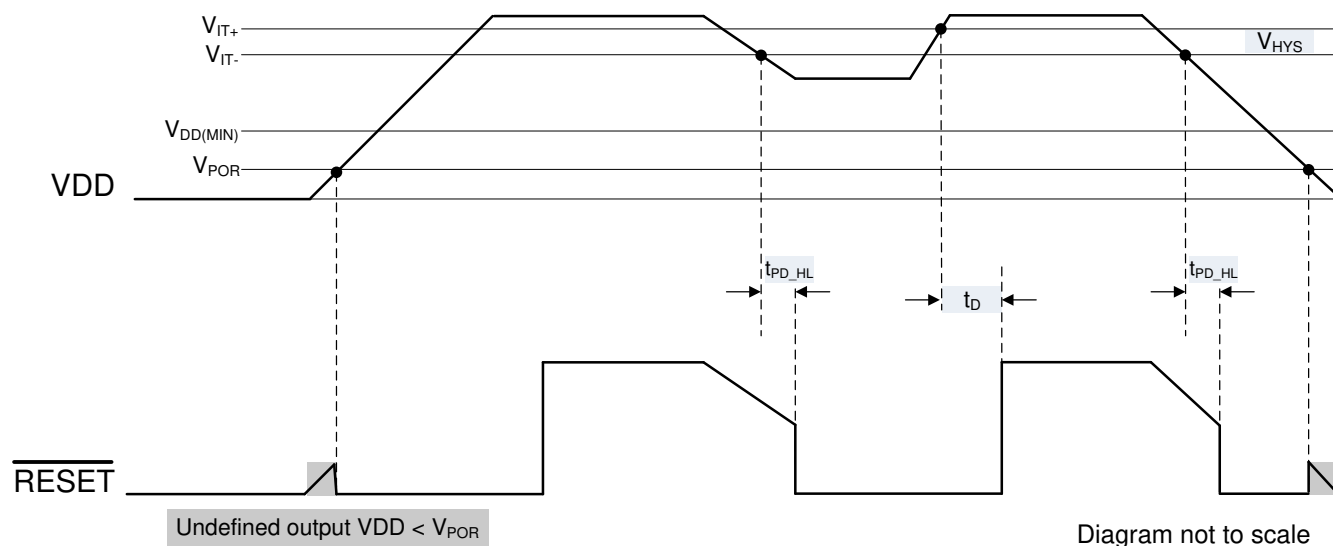 VIT+
VIT-
VHYS
VDD(MIN)
VPOR
VDD
tPD_HL
tPD_HL
tD
RESET
Undefined output VDD < VPOR
Diagram not to scale